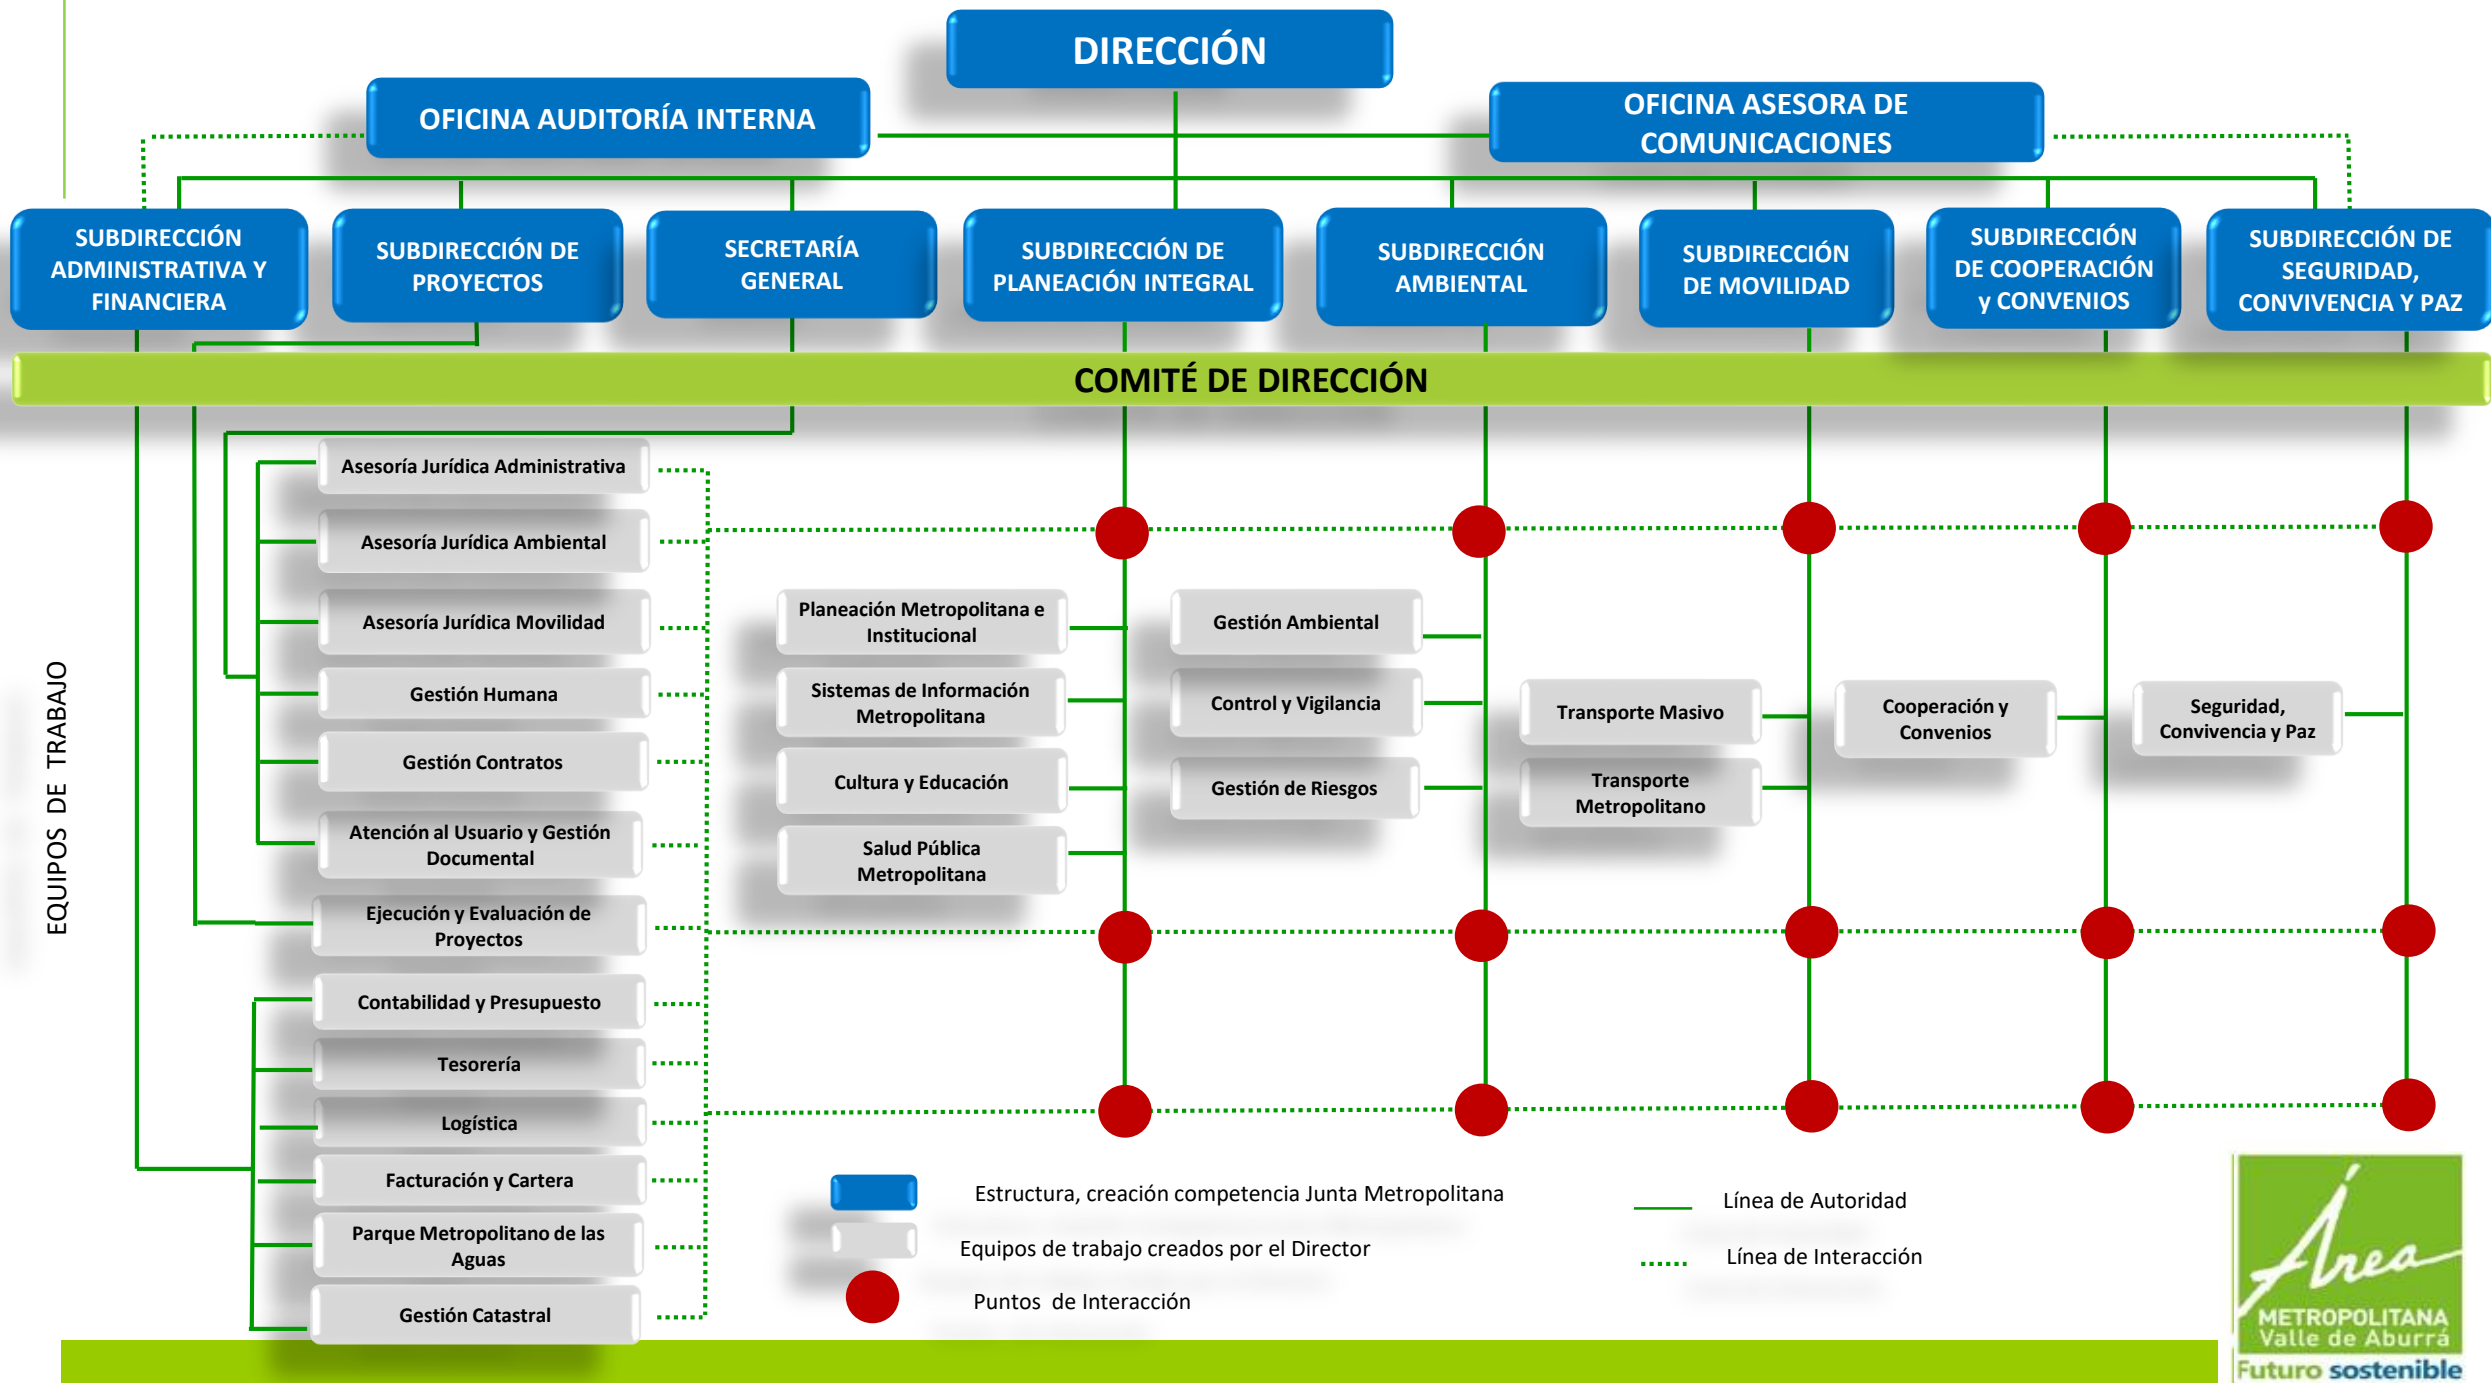 DIRECCIÓN
OFICINA AUDITORÍA INTERNA
OFICINA ASESORA DE
COMUNICACIONES
SUBDIRECCIÓN
ADMINISTRATIVA Y
FINANCIERA
SUBDIRECCIÓN DE
PROYECTOS
SECRETARÍA
GENERAL
SUBDIRECCIÓN DE
PLANEACIÓN INTEGRAL
SUBDIRECCIÓN
AMBIENTAL
SUBDIRECCIÓN
DE MOVILIDAD
SUBDIRECCIÓN
DE COOPERACIÓN
y CONVENIOS
SUBDIRECCIÓN DE
SEGURIDAD,
CONVIVENCIA Y PAZ
COMITÉ DE DIRECCIÓN
EQUIPOS DE TRABAJO
Asesoría Jurídica Administrativa
Asesoría Jurídica Ambiental
Asesoría Jurídica Movilidad
Gestión Humana
Gestión Contratos
Atención al Usuario y Gestión
Documental
Ejecución y Evaluación de
Proyectos
Contabilidad y Presupuesto
Tesorería
Logística
Facturación y Cartera
Parque Metropolitano de las
Aguas
Gestión Catastral
Planeación Metropolitana e
Institucional
Sistemas de Información
Metropolitana
Cultura y Educación
Salud Pública
Metropolitana
Gestión Ambiental
Control y Vigilancia
Gestión de Riesgos
Transporte Masivo
Transporte
Metropolitano
Cooperación y
Convenios
Seguridad,
Convivencia y Paz
Estructura, creación competencia Junta Metropolitana
Equipos de trabajo creados por el Director
Puntos de Interacción
Línea de Autoridad
Línea de Interacción
Área
METROPOLITANA
Valle de Aburrá
Futuro sostenible